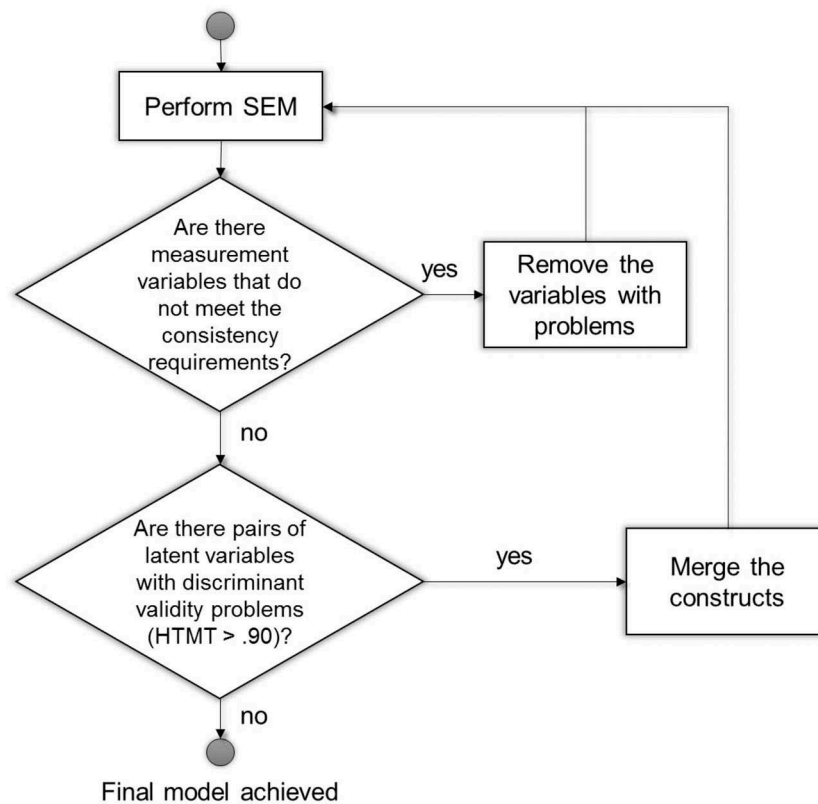 Perform SEM
Are there
measurement
variables that do
not meet the
consistency
requirements?
yes
Remove the
variables with
problems
no
Are there pairs of
latent variables
with discriminant
validity problems
(HTMT > .90)?
yes
Merge the
constructs
no
Final model achieved